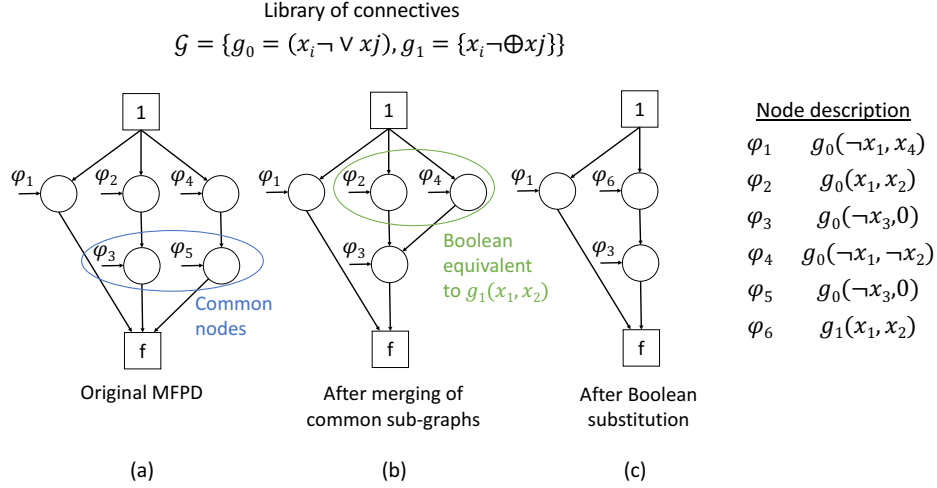 Library of connectives
𝒢 = {g₀ = (xᵢ¬ ∨ xj), g₁ = {xᵢ¬⊕xj}}
1
φ₁
φ₂
φ₄
φ₃
φ₅
Common
nodes
f
Original MFPD
(a)
1
φ₁
φ₂
φ₄
φ₃
Boolean
equivalent
to g₁(x₁, x₂)
f
After merging of
common sub-graphs
(b)
1
φ₁
φ₆
φ₃
f
After Boolean
substitution
(c)
Node description
φ₁ g₀(¬x₁, x₄)
φ₂ g₀(x₁, x₂)
φ₃ g₀(¬x₃,0)
φ₄ g₀(¬x₁, ¬x₂)
φ₅ g₀(¬x₃,0)
φ₆ g₁(x₁, x₂)